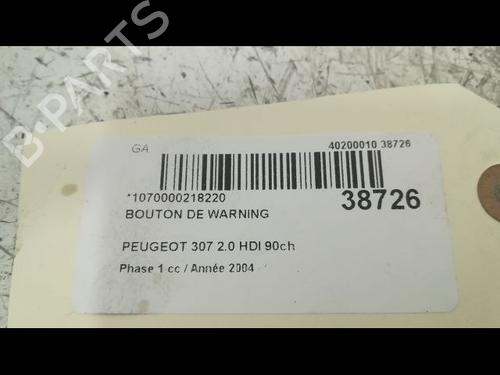 B-PARTS
GA
40200010 38726
*1070000218220
38726
BOUTON DE WARNING
PEUGEOT 307 2.0 HDI 90ch
Phase 1 cc / Année 2004